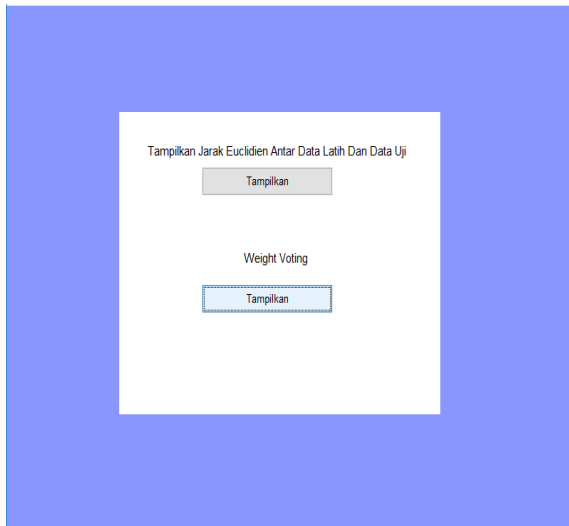 Tampilkan Jarak Euclidien Antar Data Latih Dan Data Uji
Tampilkan
Weight Voting
Tampilkan